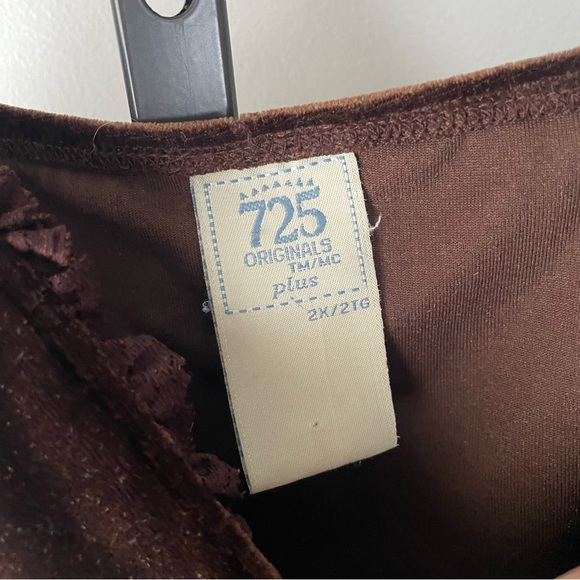 725
ORIGINALS
TM/MC
plus
2X/2TG